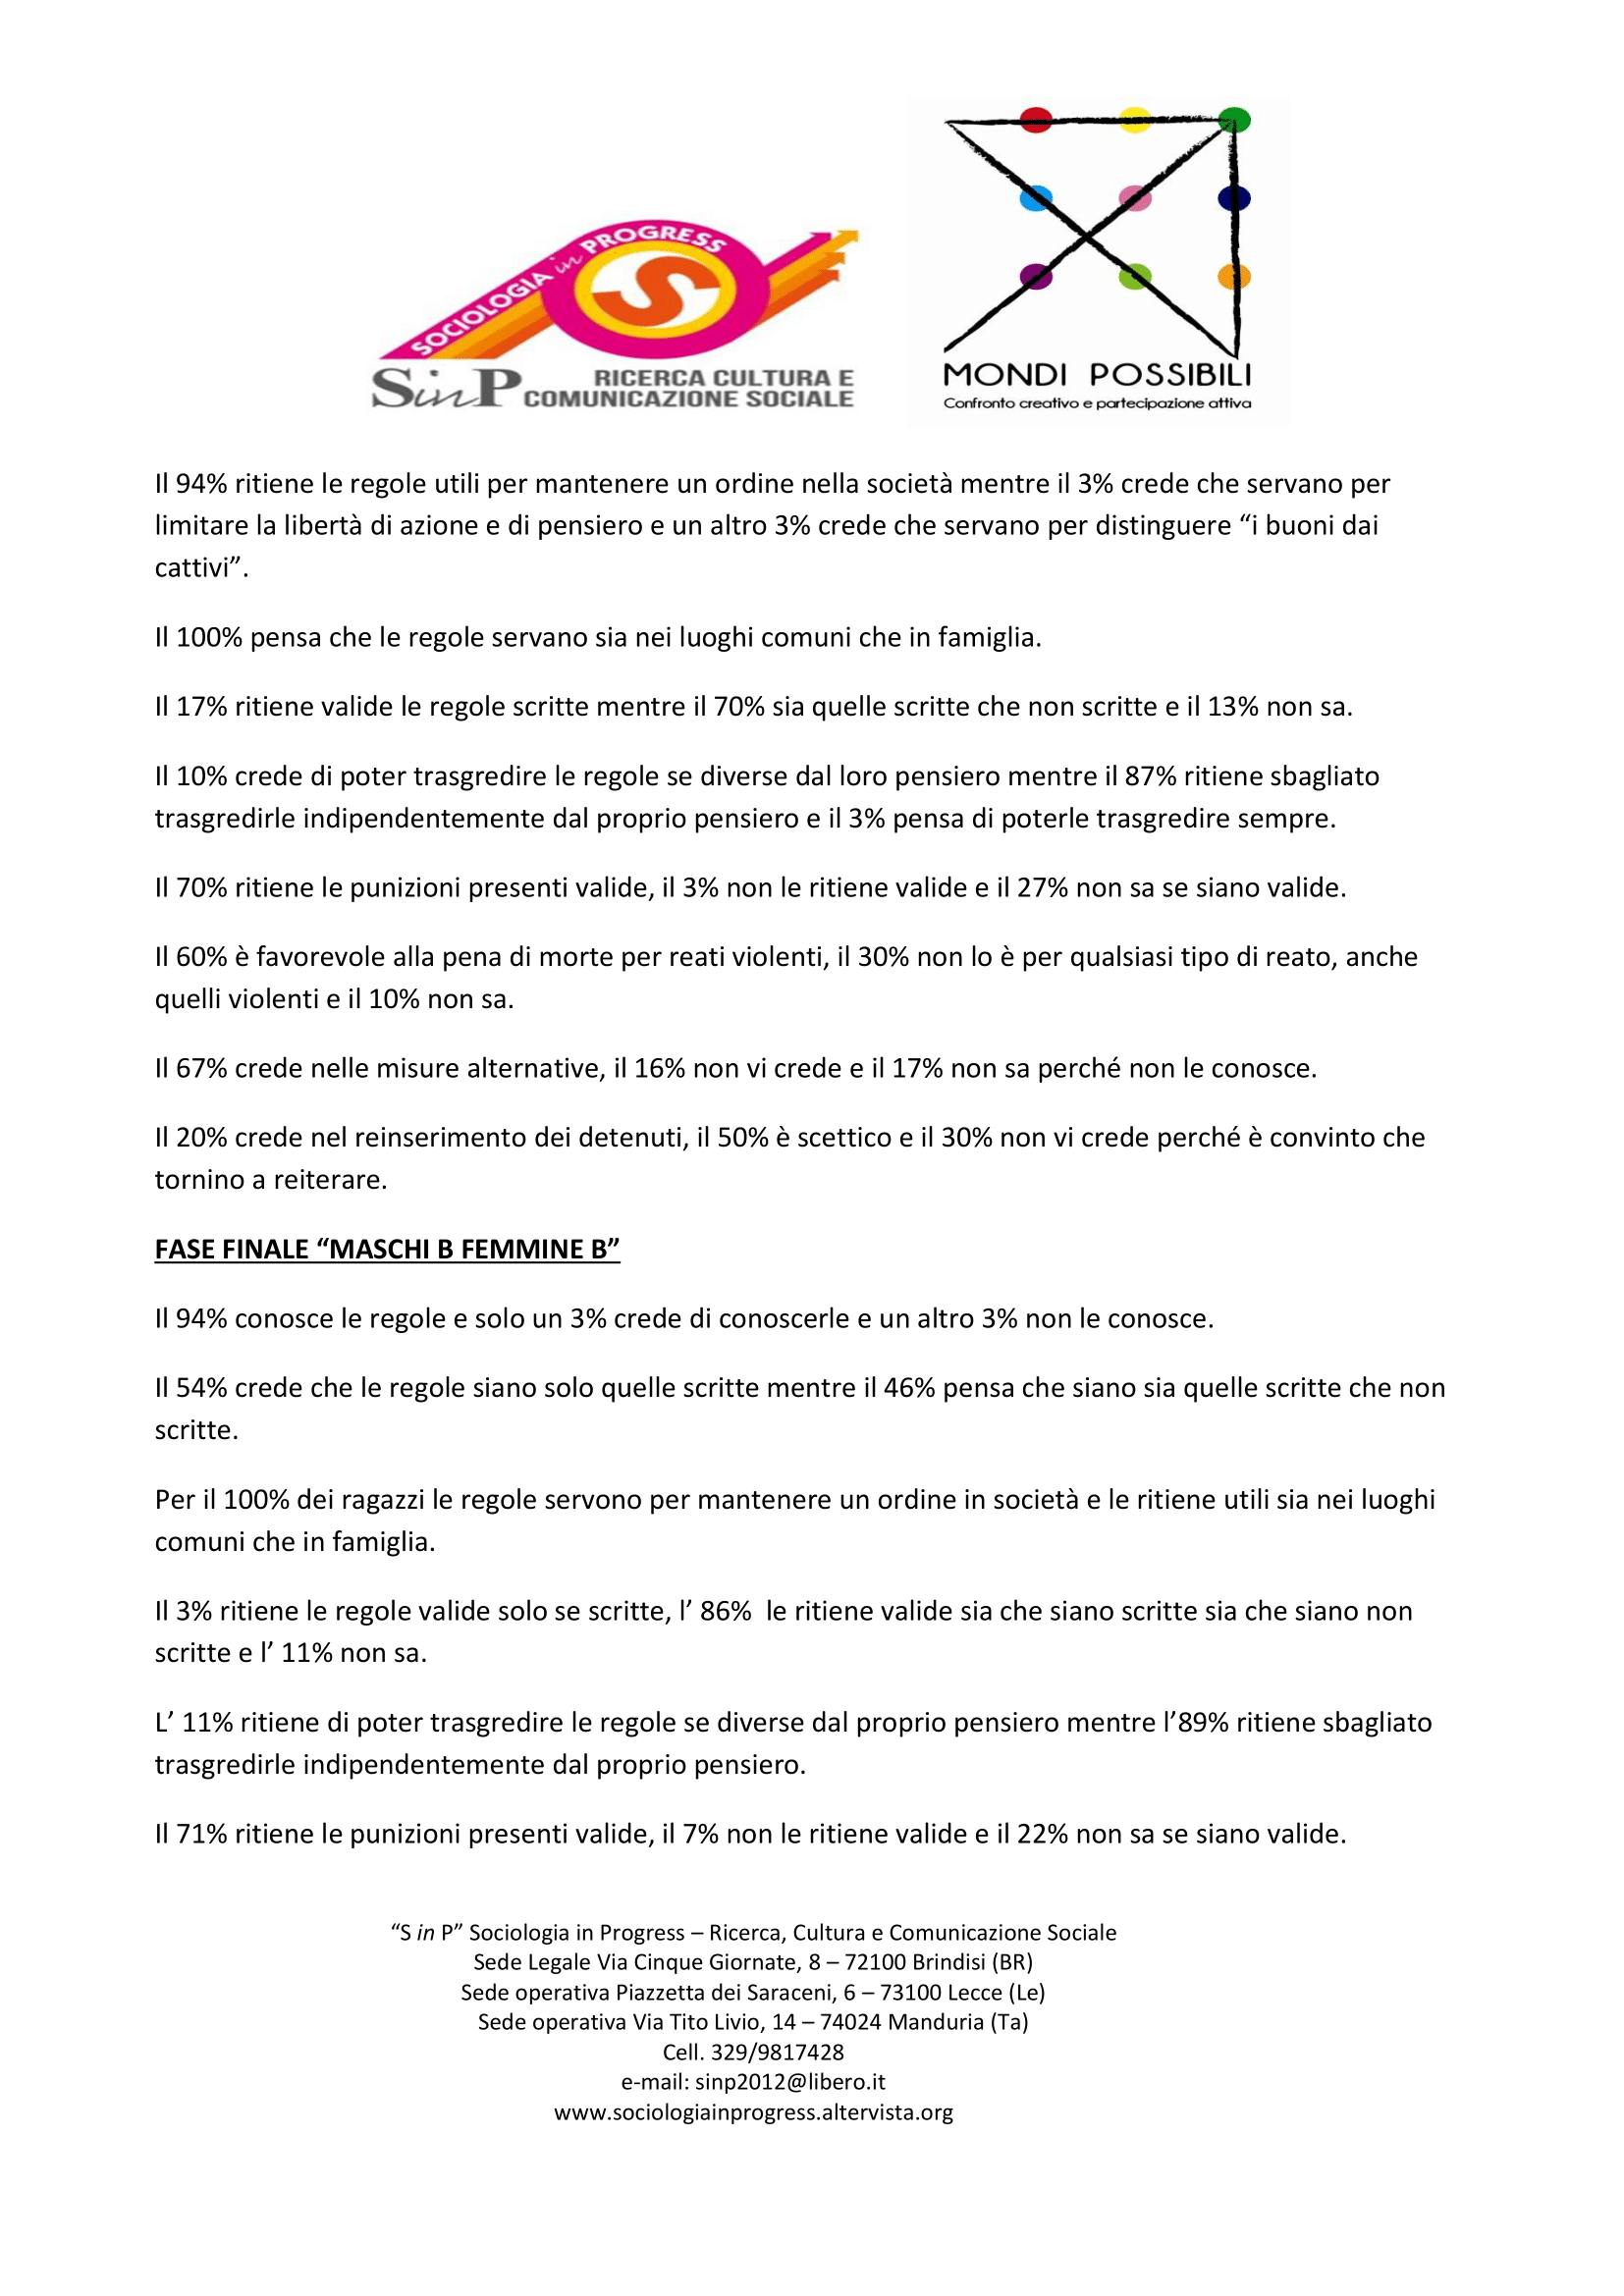 SOCIOLOGIA in PROGRESS
S
SinP RICERCA CULTURA E
COMUNICAZIONE SOCIALE
MONDI POSSIBILI
Confronto creativo e partecipazione attiva
Il 94% ritiene le regole utili per mantenere un ordine nella società mentre il 3% crede che servano per
limitare la libertà di azione e di pensiero e un altro 3% crede che servano per distinguere “i buoni dai
cattivi”.
Il 100% pensa che le regole servano sia nei luoghi comuni che in famiglia.
Il 17% ritiene valide le regole scritte mentre il 70% sia quelle scritte che non scritte e il 13% non sa.
Il 10% crede di poter trasgredire le regole se diverse dal loro pensiero mentre il 87% ritiene sbagliato
trasgredirle indipendentemente dal proprio pensiero e il 3% pensa di poterle trasgredire sempre.
Il 70% ritiene le punizioni presenti valide, il 3% non le ritiene valide e il 27% non sa se siano valide.
Il 60% è favorevole alla pena di morte per reati violenti, il 30% non lo è per qualsiasi tipo di reato, anche
quelli violenti e il 10% non sa.
Il 67% crede nelle misure alternative, il 16% non vi crede e il 17% non sa perché non le conosce.
Il 20% crede nel reinserimento dei detenuti, il 50% è scettico e il 30% non vi crede perché è convinto che
tornino a reiterare.
FASE FINALE “MASCHI B FEMMINE B”
Il 94% conosce le regole e solo un 3% crede di conoscerle e un altro 3% non le conosce.
Il 54% crede che le regole siano solo quelle scritte mentre il 46% pensa che siano sia quelle scritte che non
scritte.
Per il 100% dei ragazzi le regole servono per mantenere un ordine in società e le ritiene utili sia nei luoghi
comuni che in famiglia.
Il 3% ritiene le regole valide solo se scritte, l’ 86%  le ritiene valide sia che siano scritte sia che siano non
scritte e l’ 11% non sa.
L’ 11% ritiene di poter trasgredire le regole se diverse dal proprio pensiero mentre l’89% ritiene sbagliato
trasgredirle indipendentemente dal proprio pensiero.
Il 71% ritiene le punizioni presenti valide, il 7% non le ritiene valide e il 22% non sa se siano valide.
“S in P” Sociologia in Progress – Ricerca, Cultura e Comunicazione Sociale
Sede Legale Via Cinque Giornate, 8 – 72100 Brindisi (BR)
Sede operativa Piazzetta dei Saraceni, 6 – 73100 Lecce (Le)
Sede operativa Via Tito Livio, 14 – 74024 Manduria (Ta)
Cell. 329/9817428
e-mail: sinp2012@libero.it
www.sociologiainprogress.altervista.org